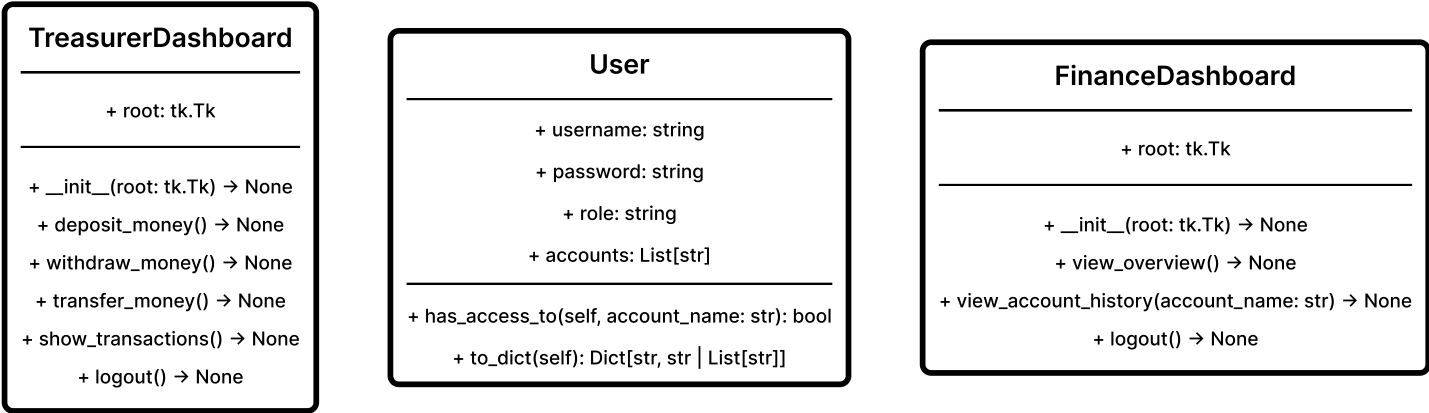 TreasurerDashboard
+ root: tk.Tk
+ __init__(root: tk.Tk) → None
+ deposit_money() → None
+ withdraw_money() → None
+ transfer_money() → None
+ show_transactions() → None
+ logout() → None
User
+ username: string
+ password: string
+ role: string
+ accounts: List[str]
+ has_access_to(self, account_name: str): bool
+ to_dict(self): Dict[str, str | List[str]]
FinanceDashboard
+ root: tk.Tk
+ __init__(root: tk.Tk) → None
+ view_overview() → None
+ view_account_history(account_name: str) → None
+ logout() → None